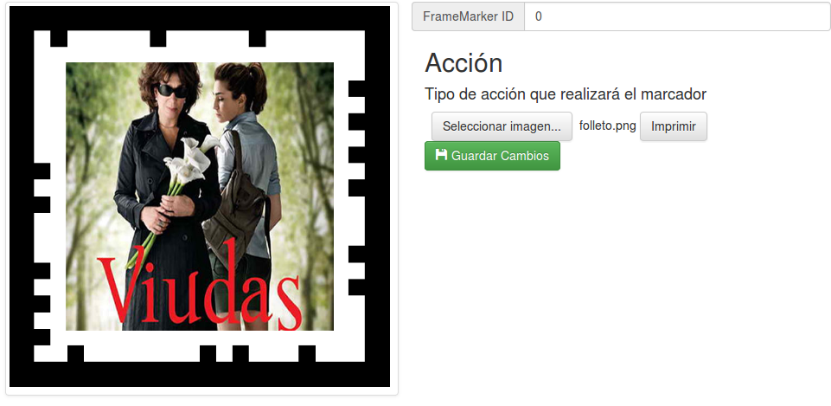 Viudas
FrameMarker ID 0
Acción
Tipo de acción que realizará el marcador
Seleccionar imagen... folleto.png Imprimir
Guardar Cambios